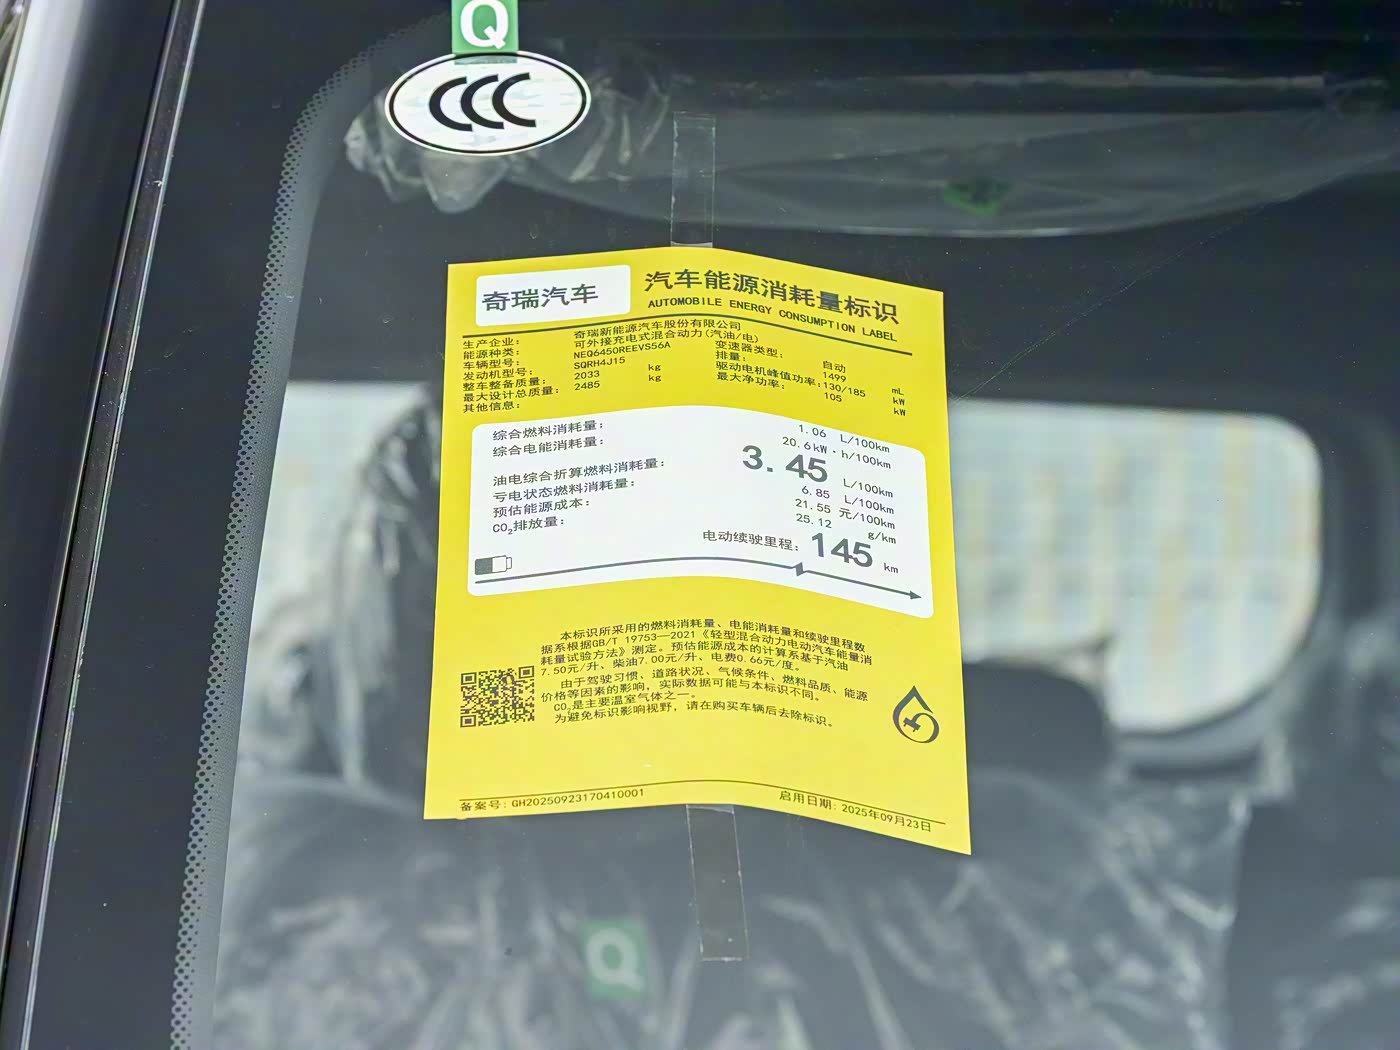 Q
CCC
奇瑞汽车
汽车能源消耗量标识
AUTOMOBILE ENERGY CONSUMPTION LABEL
生产企业： 奇瑞新能源汽车股份有限公司
能源种类： 可外接充电式混合动力(汽油/电)
车辆型号： NEQ6450REEVS56A 变速器类型： 自动
发动机型号： SQRH4J15 排量： 1499 mL
整车整备质量： 2033 kg 驱动电机峰值功率： 130/185 kW
最大设计总质量： 2485 kg 最大净功率： 105 kW
其他信息：
综合燃料消耗量： 1.06 L/100km
综合电能消耗量： 20.6 kW·h/100km
油电综合折算燃料消耗量： 3.45 L/100km
亏电状态燃料消耗量： 6.85 L/100km
预估能源成本： 21.55 元/100km
CO₂排放量： 25.12 g/km
电动续驶里程： 145 km
本标识所采用的燃料消耗量、电能消耗量和续驶里程数
据系根据GB/T 19753—2021《轻型混合动力电动汽车能量消
耗量试验方法》测定。预估能源成本的计算系基于汽油
7.50元/升、柴油7.00元/升、电费0.66元/度。
由于驾驶习惯、道路状况、气候条件、燃料品质、能源
价格等因素的影响，实际数据可能与本标识不同。
CO₂是主要温室气体之一。
为避免标识影响视野，请在购买车辆后去除标识。
备案号：GH20250923170410001
启用日期：2025年09月23日
Q